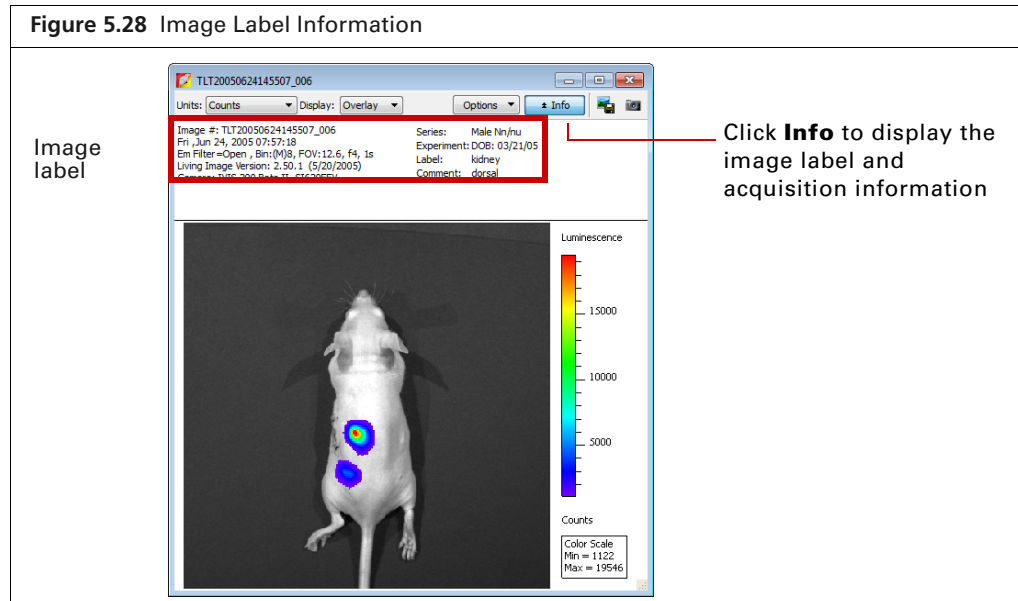 Figure 5.28 Image Label Information
TLT20050624145507_006
Units: Counts Display: Overlay Options Info
Image #: TLT20050624145507_006
Fri ,Jun 24, 2005 07:57:18
Em Filter=Open , Bin:(M)8, FOV:12.6, f4, 1s
Living Image Version: 2.50.1 (5/20/2005)
Series: Male Nn/nu
Experiment: DOB: 03/21/05
Label: kidney
Comment: dorsal
Image
label
Click Info to display the
image label and
acquisition information
Luminescence
15000
10000
5000
Counts
Color Scale
Min = 1122
Max = 19546